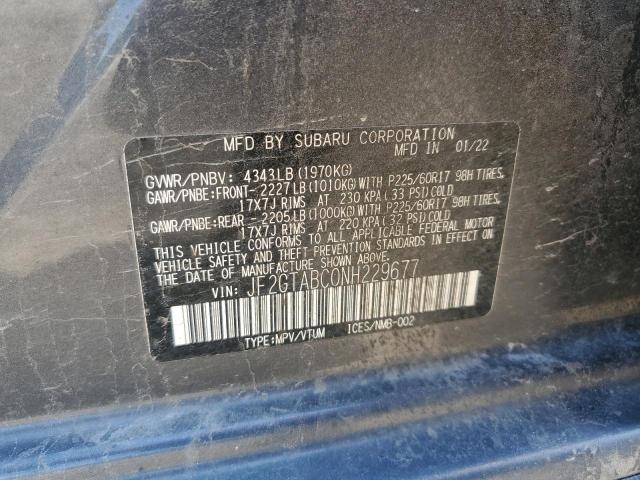 MFD BY SUBARU CORPORATION
MFD IN 01/22
GVWR/PNBV: 4343LB(1970KG)
GAWR/PNBE:FRONT-2227LB(1010KG)WITH P225/60R17 98H TIRES,
17X7J RIMS AT 230 KPA(33 PSI)COLD
GAWR/PNBE:REAR -2205LB(1000KG)WITH P225/60R17 98H TIRES,
17X7J RIMS AT 220 KPA(32 PSI)COLD
THIS VEHICLE CONFORMS TO ALL APPLICABLE FEDERAL MOTOR
VEHICLE SAFETY AND THEFT PREVENTION STANDARDS IN EFFECT ON
THE DATE OF MANUFACTURE SHOWN ABOVE.
VIN: JF2GTABC0NH229677
TYPE:MPV/VTUM ICES/NMB-002